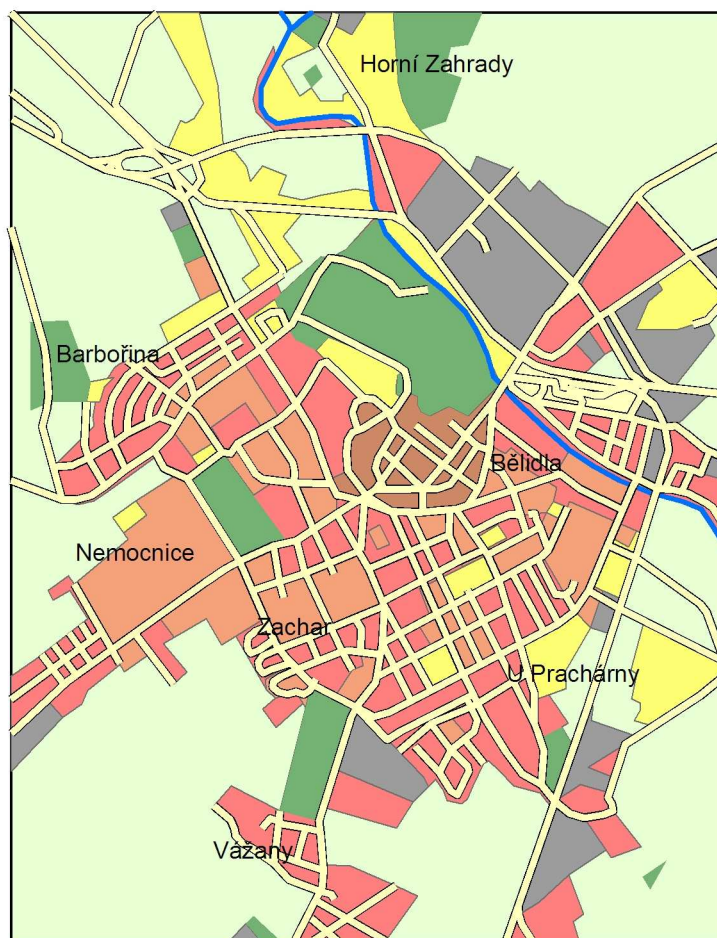 Horní Zahrady
Barbořina
Bělidla
Nemocnice
Zachar
U Prachárny
Vážany